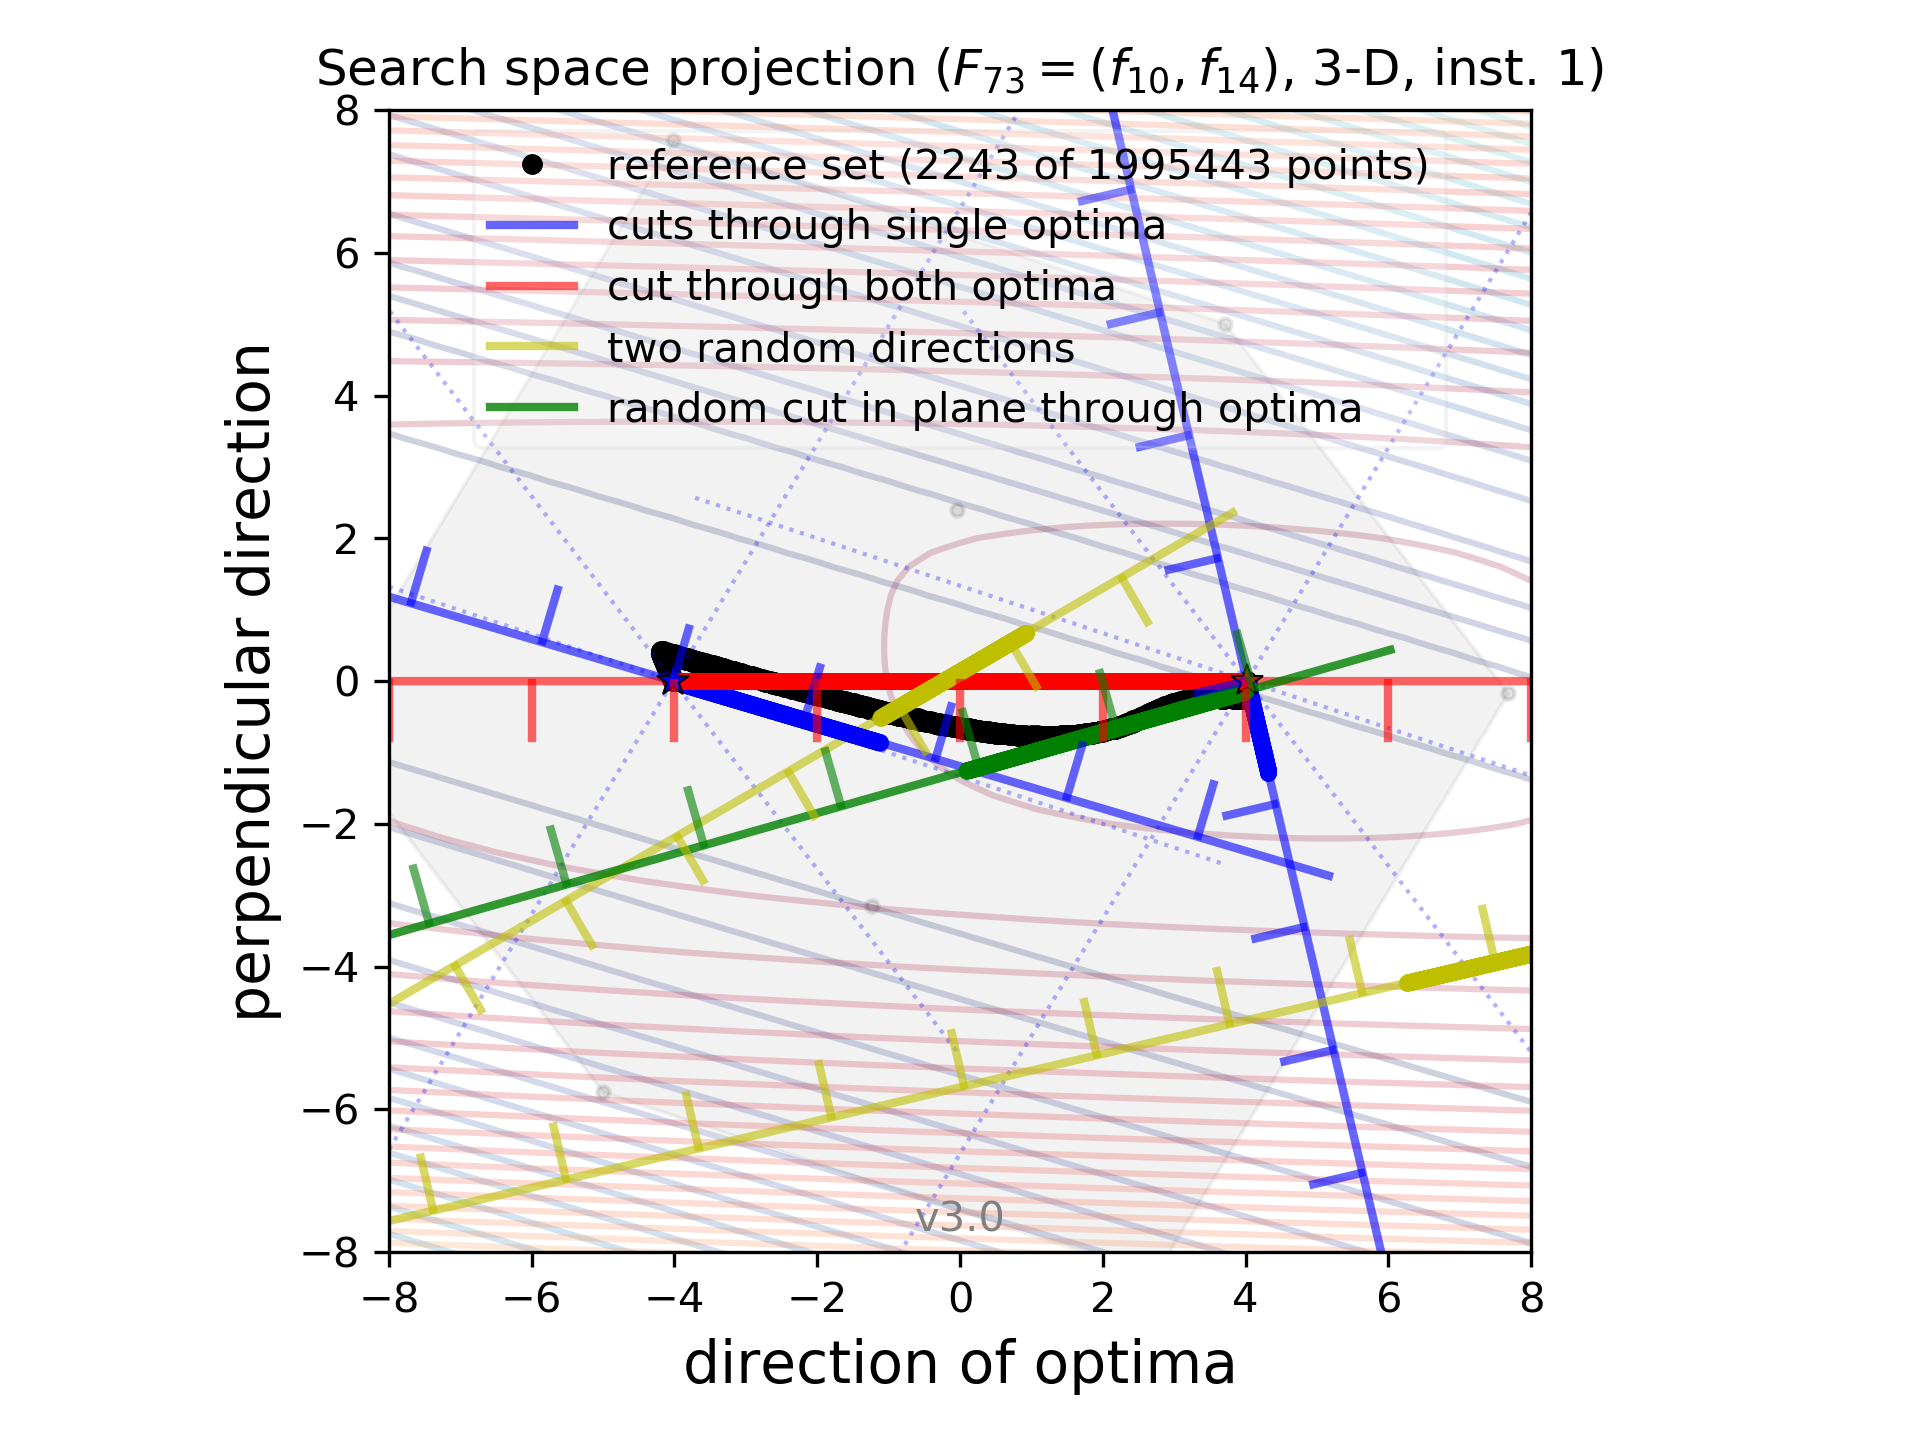 Search space projection (F73 = (f10, f14), 3-D, inst. 1)
reference set (2243 of 1995443 points)
cuts through single optima
cut through both optima
two random directions
random cut in plane through optima
perpendicular direction
8
6
4
2
0
−2
−4
−6
−8
v3.0
−8 −6 −4 −2 0 2 4 6 8
direction of optima